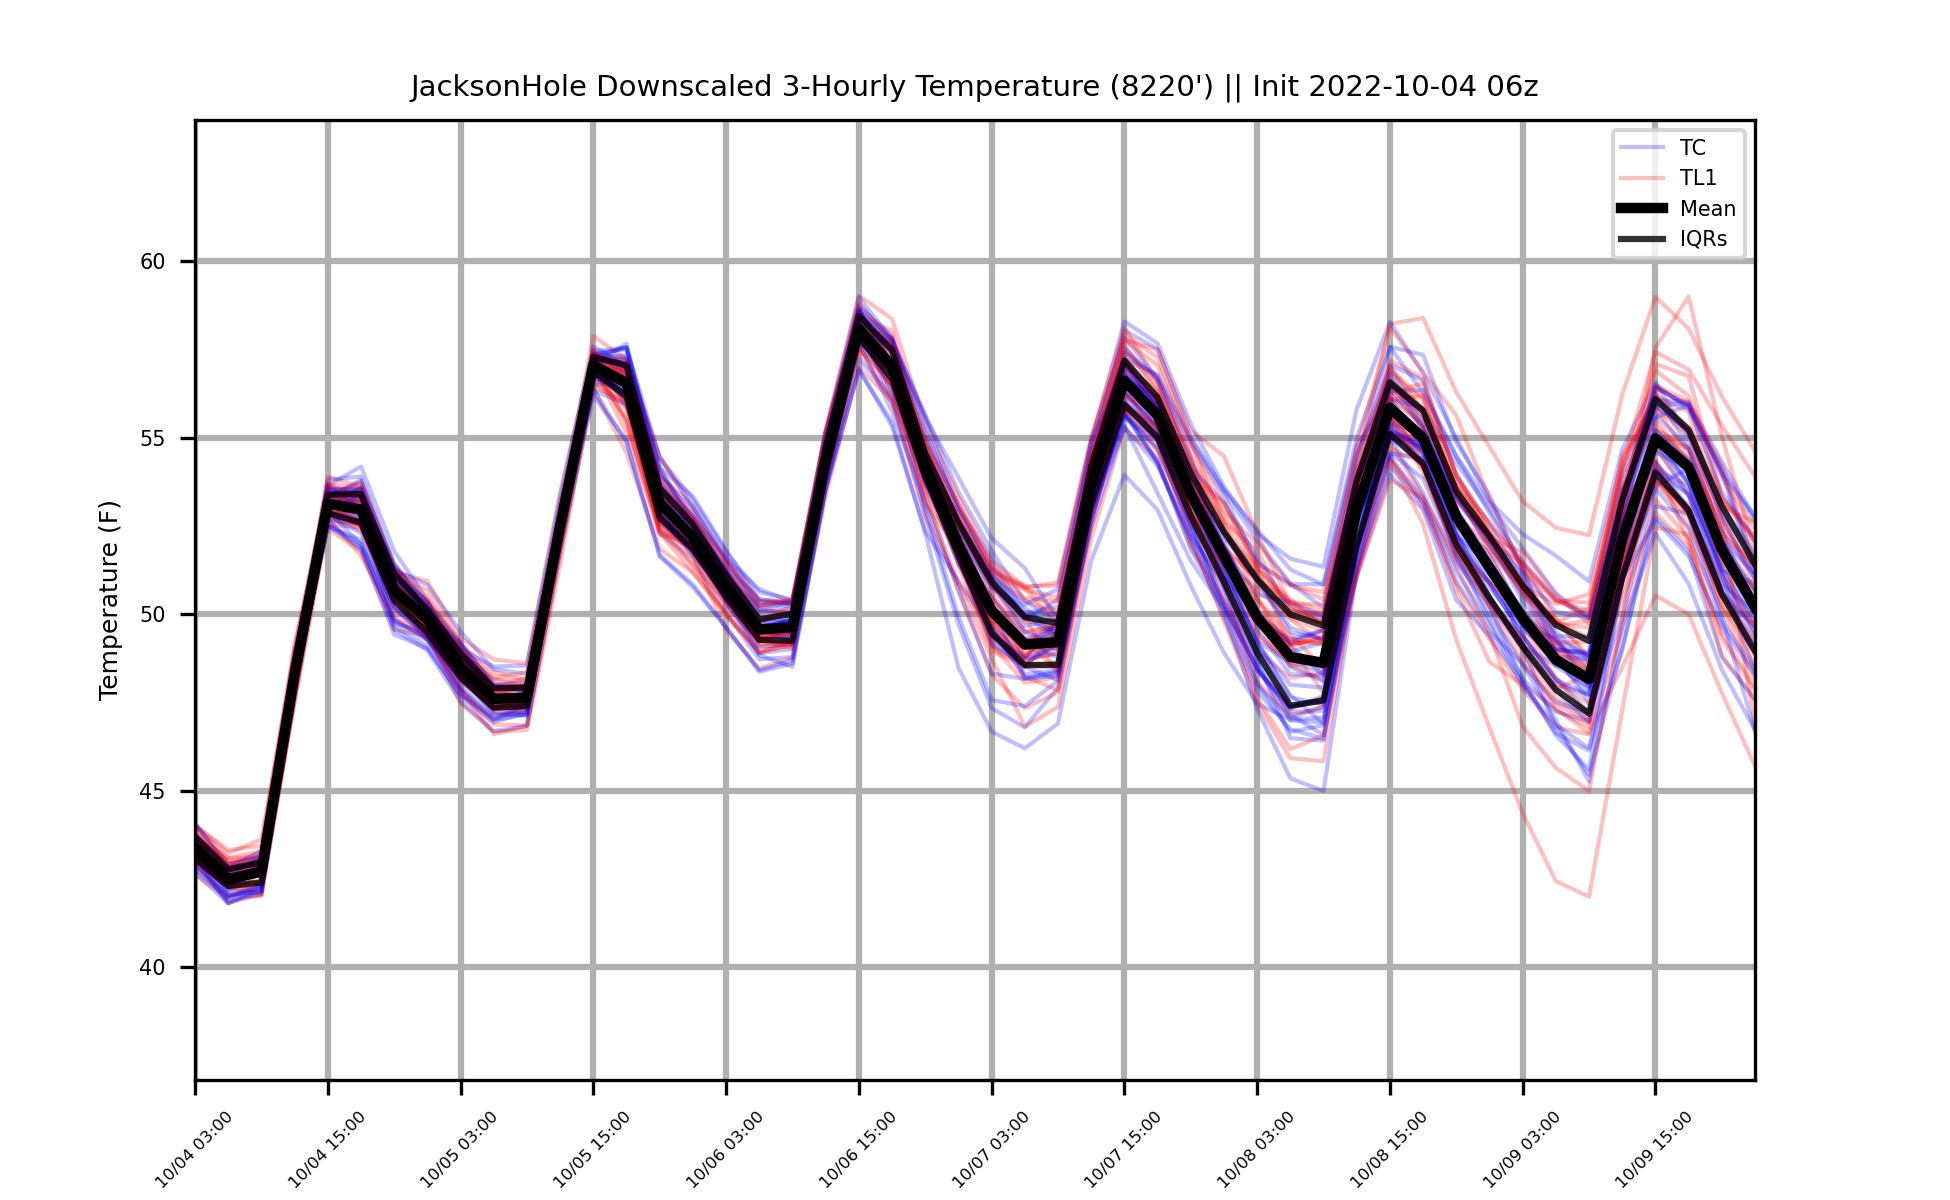 JacksonHole Downscaled 3-Hourly Temperature (8220') || Init 2022-10-04 06z
TC
TL1
Mean
IQRs
Temperature (F)
60
55
50
45
40
10/04 03:00
10/04 15:00
10/05 03:00
10/05 15:00
10/06 03:00
10/06 15:00
10/07 03:00
10/07 15:00
10/08 03:00
10/08 15:00
10/09 03:00
10/09 15:00